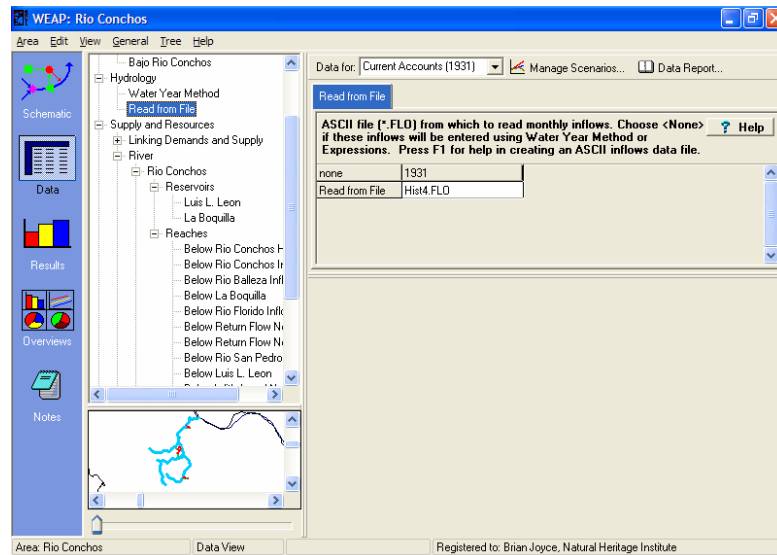 WEAP: Rio Conchos
Area Edit View General Tree Help
Schematic
Data
Results
Overviews
Notes
Bajo Rio Conchos
Hydrology
Water Year Method
Read from File
Supply and Resources
Linking Demands and Supply
River
Rio Conchos
Reservoirs
Luis L. Leon
La Boquilla
Reaches
Below Rio Conchos H
Below Rio Conchos Ir
Below Rio Balleza Infl
Below La Boquilla
Below Rio Florido Inflo
Below Return Flow No
Below Return Flow No
Below Rio San Pedro
Below Luis L. Leon
Data for: Current Accounts (1931) Manage Scenarios... Data Report...
Read from File
ASCII file (*.FLO) from which to read monthly inflows. Choose <None>
if these inflows will be entered using Water Year Method or
Expressions. Press F1 for help in creating an ASCII inflows data file.
? Help
none 1931
Read from File Hist4.FLO
Area: Rio Conchos Data View Registered to: Brian Joyce, Natural Heritage Institute